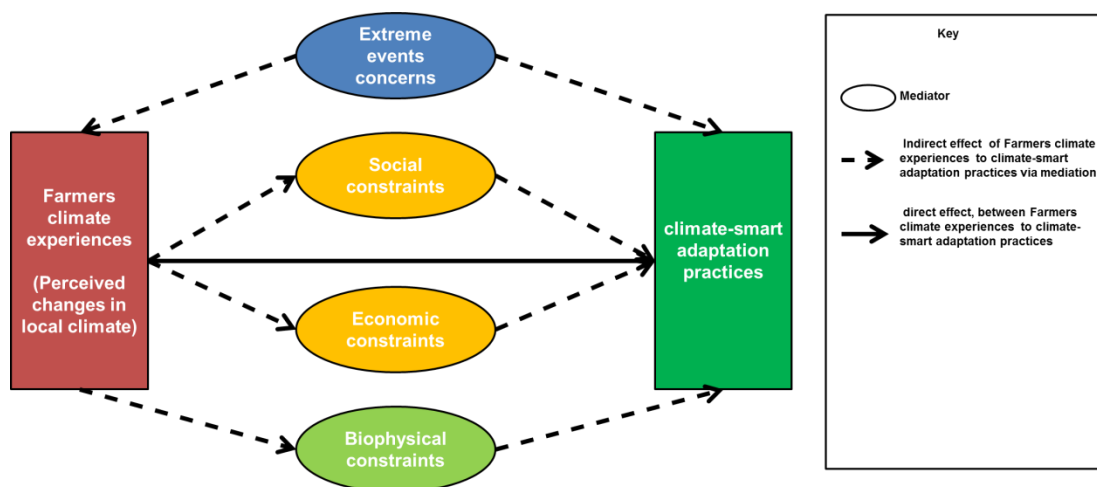 Extreme
events
concerns
Social
constraints
Farmers
climate
experiences
(Perceived
changes in
local climate)
climate-smart
adaptation
practices
Economic
constraints
Biophysical
constraints
Key
Mediator
Indirect effect of Farmers climate
experiences to climate-smart
adaptation practices via mediation
direct effect, between Farmers
climate experiences to climate-
smart adaptation practices